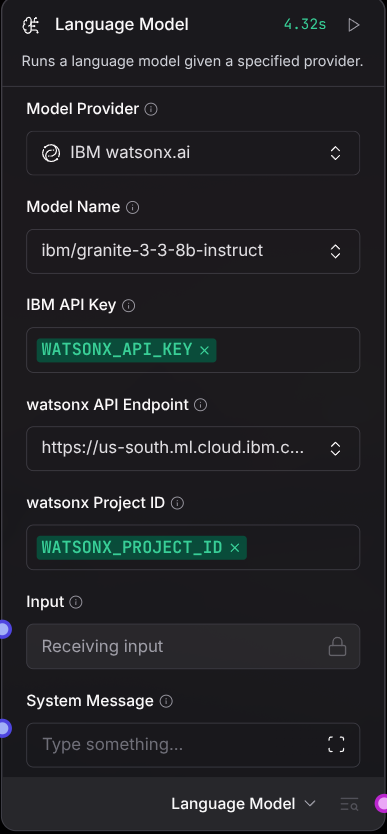 Language Model
4.32s
Runs a language model given a specified provider.
Model Provider
IBM watsonx.ai
Model Name
ibm/granite-3-3-8b-instruct
IBM API Key
WATSONX_API_KEY ×
watsonx API Endpoint
https://us-south.ml.cloud.ibm.c...
watsonx Project ID
WATSONX_PROJECT_ID ×
Input
Receiving input
System Message
Type something...
Language Model